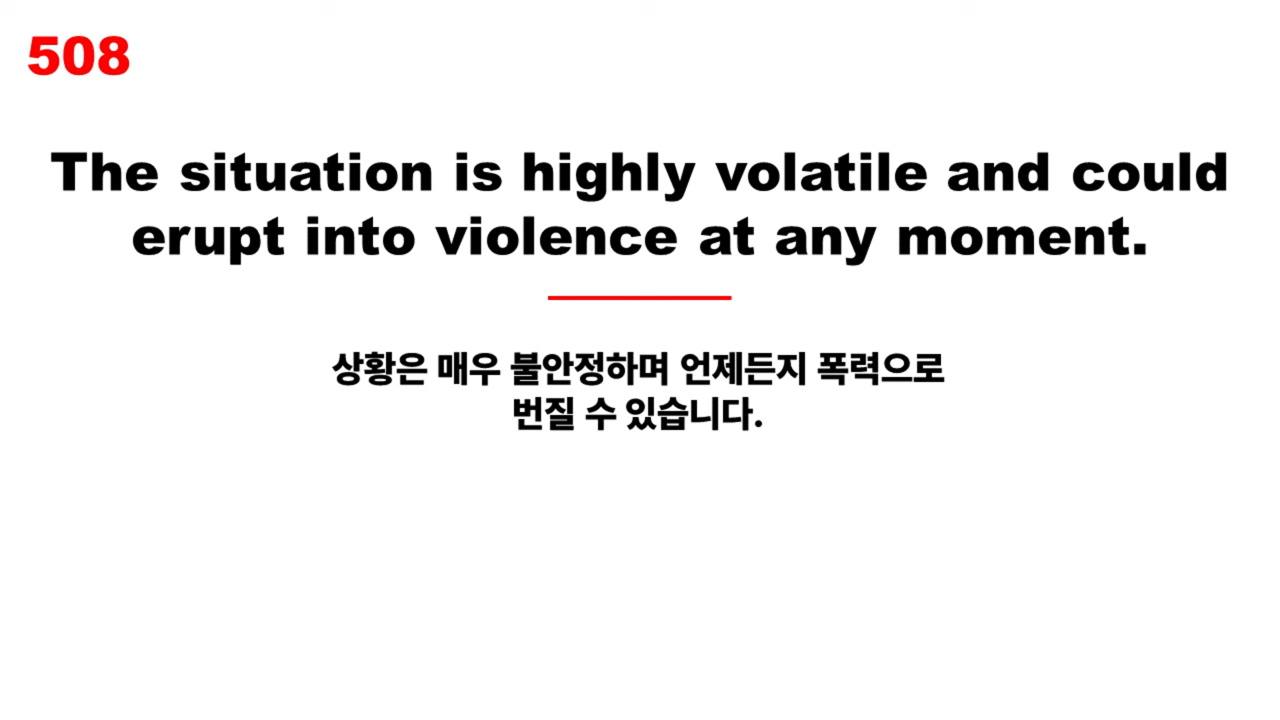 508
The situation is highly volatile and could
erupt into violence at any moment.
상황은 매우 불안정하며 언제든지 폭력으로
번질 수 있습니다.